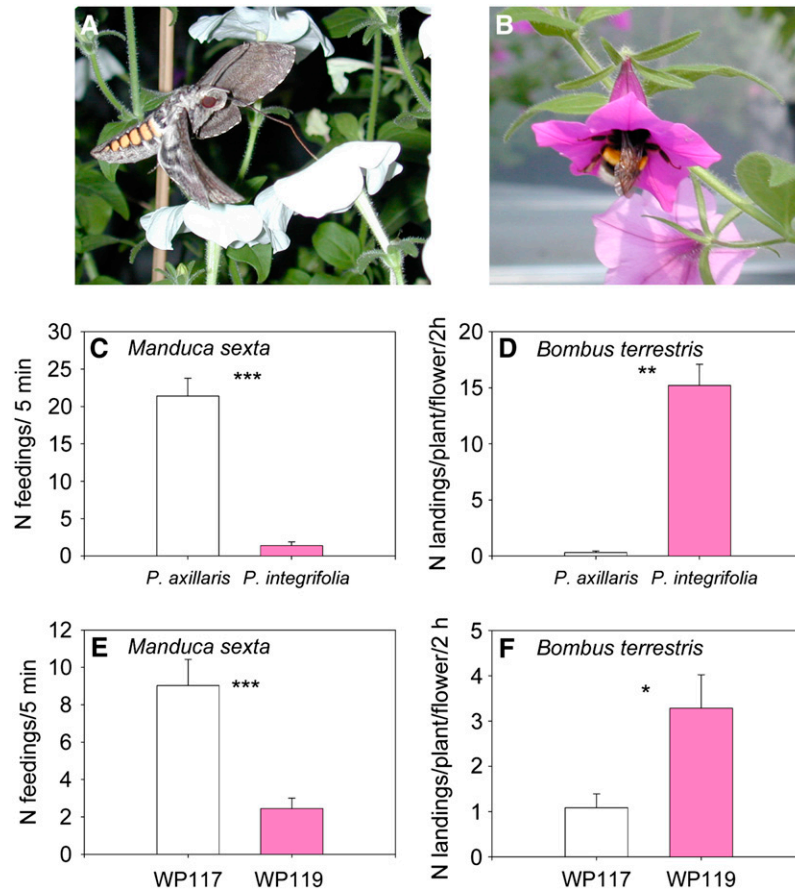 A
B
C Manduca sexta
N feedings/ 5 min
30
25
20
15
10
5
0
***
P. axillaris P. integrifolia
D Bombus terrestris
N landings/plant/flower/2h
20
15
10
5
0
**
P. axillaris P. integrifolia
E Manduca sexta
N feedings/5 min
12
10
8
6
4
2
0
***
WP117 WP119
F Bombus terrestris
N landings/plant/flower/2 h
5
4
3
2
1
0
*
WP117 WP119